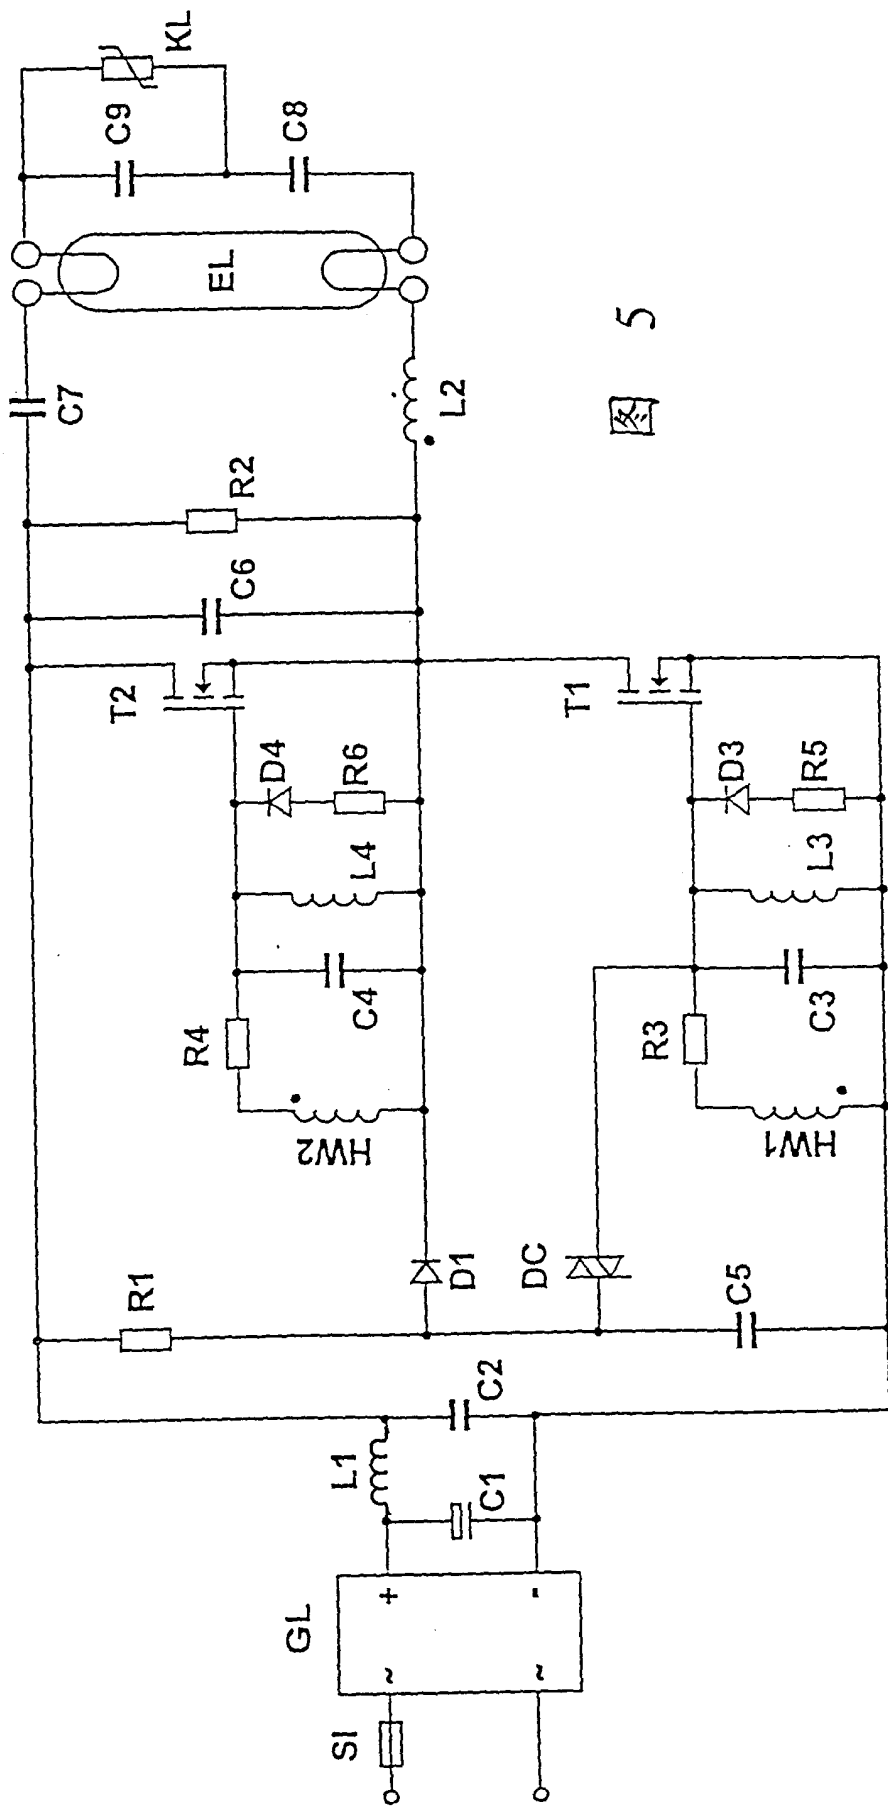 KL
C9
C8
EL
C7
L2
R2
C6
T2
T1
D4
R6
D3
R5
L4
L3
C4
C3
R4
R3
HW2
HW1
R1
D1
DC
C5
C2
L1
C1
GL
+
-
~
~
SI
图 5